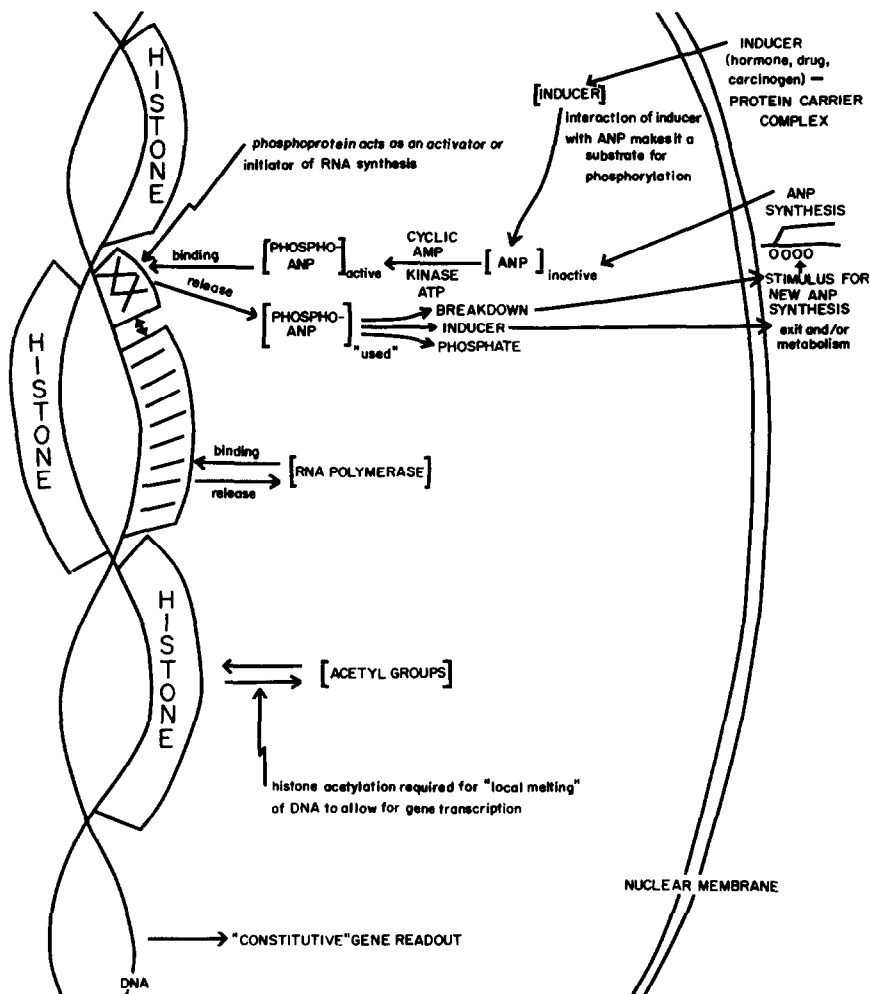 HISTONE
INDUCER
(hormone, drug,
carcinogen) —
PROTEIN CARRIER
COMPLEX
[INDUCER]
interaction of inducer
with ANP makes it a
substrate for
phosphorylation
phosphoprotein acts as an activator or
initiator of RNA synthesis
ANP
SYNTHESIS
binding
[PHOSPHO-
ANP] active
CYCLIC
AMP
KINASE
ATP
[ANP] inactive
release
[PHOSPHO-
ANP] "used"
BREAKDOWN
INDUCER
PHOSPHATE
STIMULUS FOR
NEW ANP
SYNTHESIS
exit and/or
metabolism
HISTONE
binding
[RNA POLYMERASE]
release
HISTONE
[ACETYL GROUPS]
histone acetylation required for "local melting"
of DNA to allow for gene transcription
NUCLEAR MEMBRANE
"CONSTITUTIVE" GENE READOUT
DNA